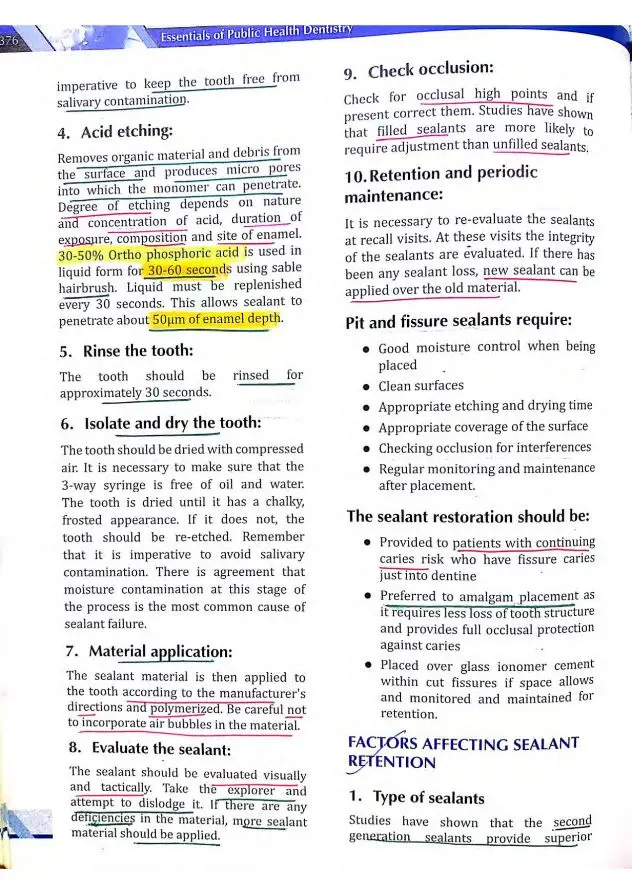 376
Essentials of Public Health Dentistry
imperative to keep the tooth free from
salivary contamination.
4. Acid etching:
Removes organic material and debris from
the surface and produces micro pores
into which the monomer can penetrate.
Degree of etching depends on nature
and concentration of acid, duration of
exposure, composition and site of enamel.
30-50% Ortho phosphoric acid is used in
liquid form for 30-60 seconds using sable
hairbrush. Liquid must be replenished
every 30 seconds. This allows sealant to
penetrate about 50μm of enamel depth.
5. Rinse the tooth:
The tooth should be rinsed for
approximately 30 seconds.
6. Isolate and dry the tooth:
The tooth should be dried with compressed
air. It is necessary to make sure that the
3-way syringe is free of oil and water.
The tooth is dried until it has a chalky,
frosted appearance. If it does not, the
tooth should be re-etched. Remember
that it is imperative to avoid salivary
contamination. There is agreement that
moisture contamination at this stage of
the process is the most common cause of
sealant failure.
7. Material application:
The sealant material is then applied to
the tooth according to the manufacturer's
directions and polymerized. Be careful not
to incorporate air bubbles in the material.
8. Evaluate the sealant:
The sealant should be evaluated visually
and tactically. Take the explorer and
attempt to dislodge it. If there are any
deficiencies in the material, more sealant
material should be applied.
9. Check occlusion:
Check for occlusal high points and if
present correct them. Studies have shown
that filled sealants are more likely to
require adjustment than unfilled sealants.
10. Retention and periodic
maintenance:
It is necessary to re-evaluate the sealants
at recall visits. At these visits the integrity
of the sealants are evaluated. If there has
been any sealant loss, new sealant can be
applied over the old material.
Pit and fissure sealants require:
● Good moisture control when being
placed
● Clean surfaces
● Appropriate etching and drying time
● Appropriate coverage of the surface
● Checking occlusion for interferences
● Regular monitoring and maintenance
after placement.
The sealant restoration should be:
● Provided to patients with continuing
caries risk who have fissure caries
just into dentine
● Preferred to amalgam placement as
it requires less loss of tooth structure
and provides full occlusal protection
against caries
● Placed over glass ionomer cement
within cut fissures if space allows
and monitored and maintained for
retention.
FACTORS AFFECTING SEALANT
RETENTION
1. Type of sealants
Studies have shown that the second
generation sealants provide superior